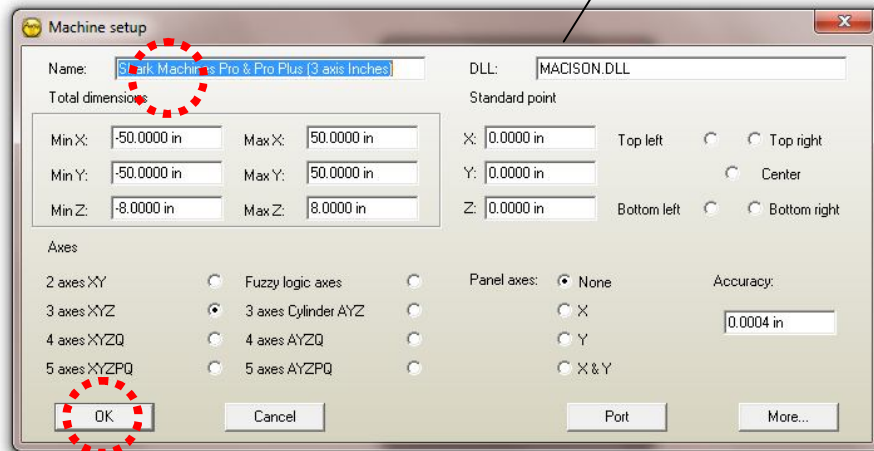 Machine setup
X
Name: Shark Machines Pro & Pro Plus (3 axis Inches) DLL: MACISON.DLL
Total dimensions Standard point
Min X: -50.0000 in Max X: 50.0000 in X: 0.0000 in Top left Top right
Min Y: -50.0000 in Max Y: 50.0000 in Y: 0.0000 in Center
Min Z: -8.0000 in Max Z: 8.0000 in Z: 0.0000 in Bottom left Bottom right
Axes
2 axes XY Fuzzy logic axes Panel axes: None Accuracy:
3 axes XYZ 3 axes Cylinder AYZ X 0.0004 in
4 axes XYZQ 4 axes AYZQ Y
5 axes XYZPQ 5 axes AYZPQ X & Y
OK Cancel Port More...